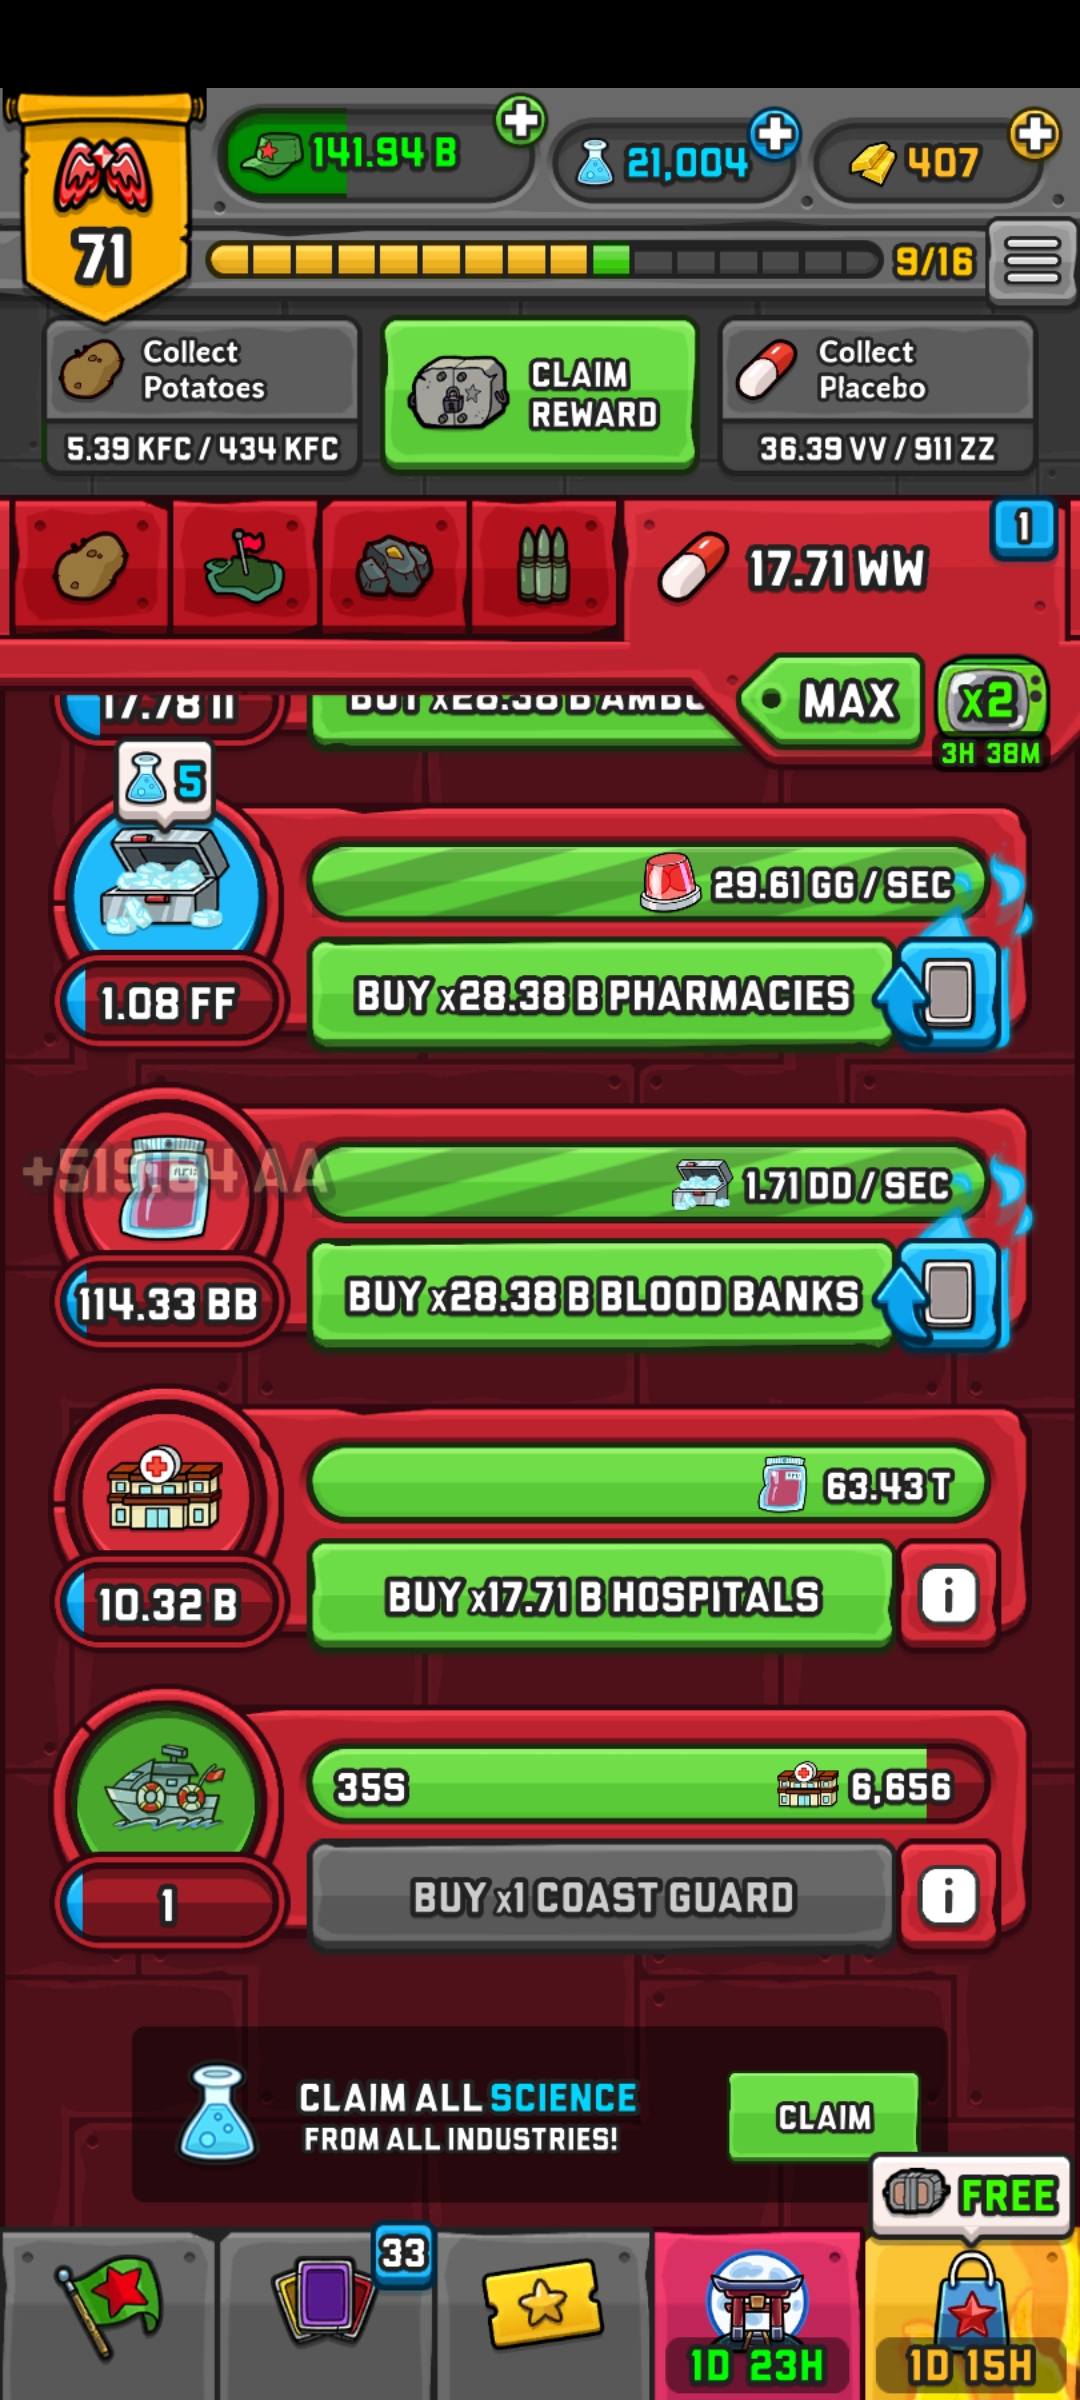 71
141.94 B
21,004
407
9/16
Collect
Potatoes
5.39 KFC / 434 KFC
CLAIM
REWARD
Collect
Placebo
36.39 VV / 911 ZZ
17.71 WW
1
MAX
x2
3H 38M
17.78 II
BUY x28.38 B AMBU
5
29.61 GG / SEC
1.08 FF
BUY x28.38 B PHARMACIES
+519.64 AA
1.71 DD / SEC
114.33 BB
BUY x28.38 B BLOOD BANKS
63.43 T
10.32 B
BUY x17.71 B HOSPITALS
i
35S
6,656
1
BUY x1 COAST GUARD
i
CLAIM ALL SCIENCE
FROM ALL INDUSTRIES!
CLAIM
FREE
33
1D 23H
1D 15H